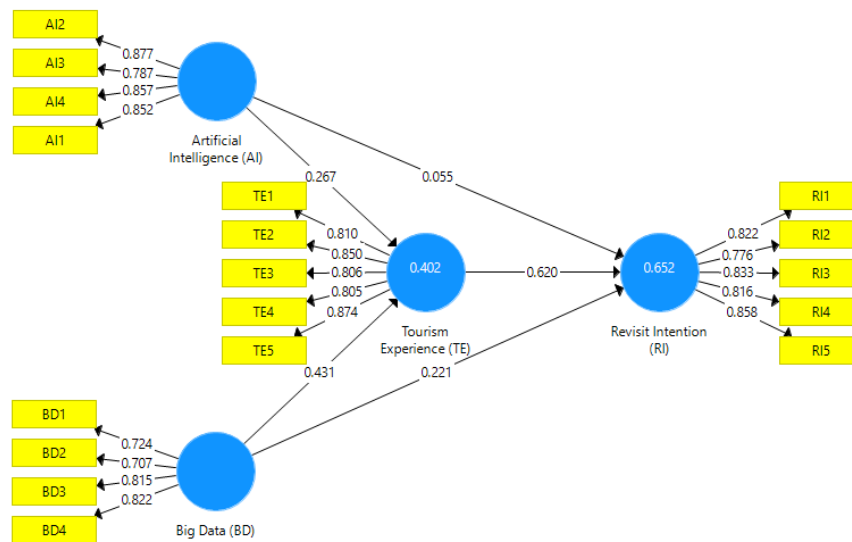 AI2
0.877
AI3
0.787
AI4
0.857
AI1
0.852
Artificial
Intelligence (AI)
0.267
0.055
TE1
0.810
TE2
0.850
TE3
0.806
TE4
0.805
TE5
0.874
0.402
Tourism
Experience (TE)
0.620
0.652
Revisit Intention
(RI)
RI1
0.822
RI2
0.776
RI3
0.833
RI4
0.816
RI5
0.858
0.431
0.221
BD1
0.724
BD2
0.707
BD3
0.815
BD4
0.822
Big Data (BD)